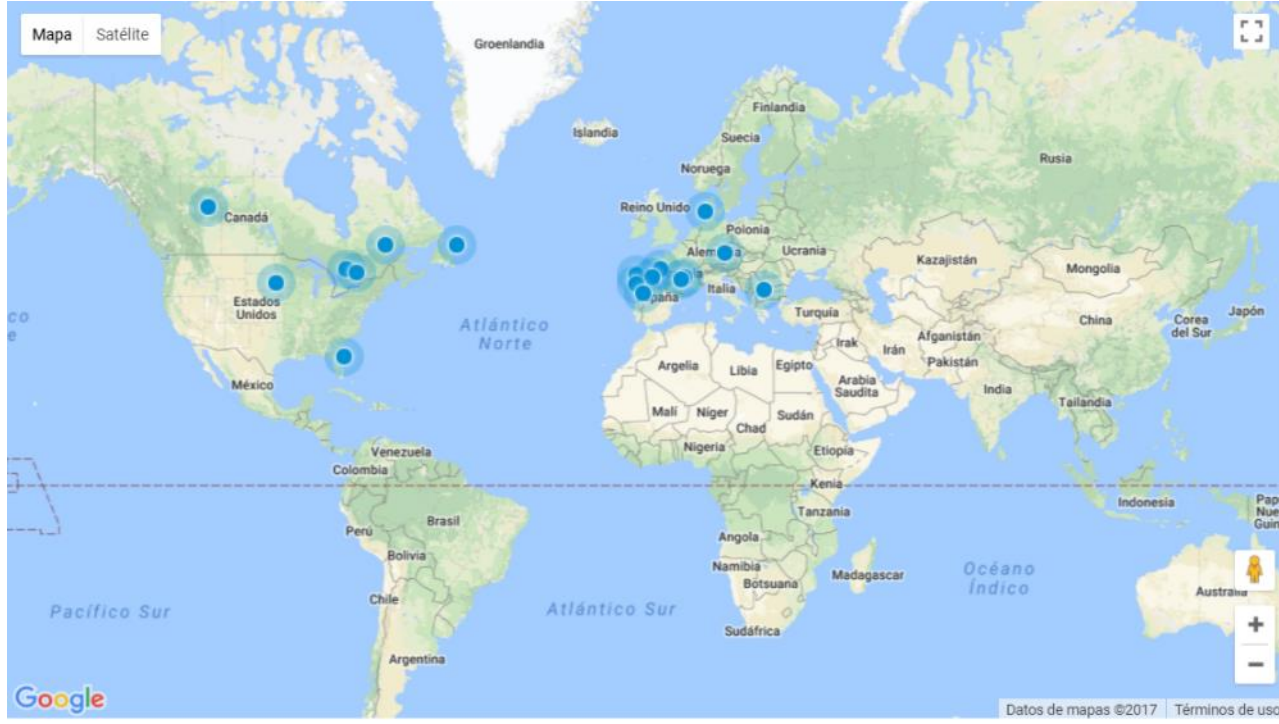 Mapa Satélite
Groenlandia
Finlandia
Islandia
Suecia
Rusia
Noruega
Reino Unido
Canadá
Polonia
Ucrania
Kazajistán
Mongolia
Italia
Estados
Unidos
Turquía
China
Corea
del Sur
Japón
Atlántico
Norte
Afganistán
Irak
Irán
Pakistán
Argelia
Libia
Egipto
México
Arabia
Saudita
India
Tailandia
Malí
Níger
Sudán
Chad
Nigeria
Etiopía
Venezuela
Colombia
Kenia
Indonesia
Tanzania
Brasil
Perú
Angola
Bolivia
Namibia
Botsuana
Madagascar
Océano
Índico
Chile
Pacífico Sur
Atlántico Sur
Sudáfrica
Argentina
Google
Datos de mapas ©2017 Términos de uso